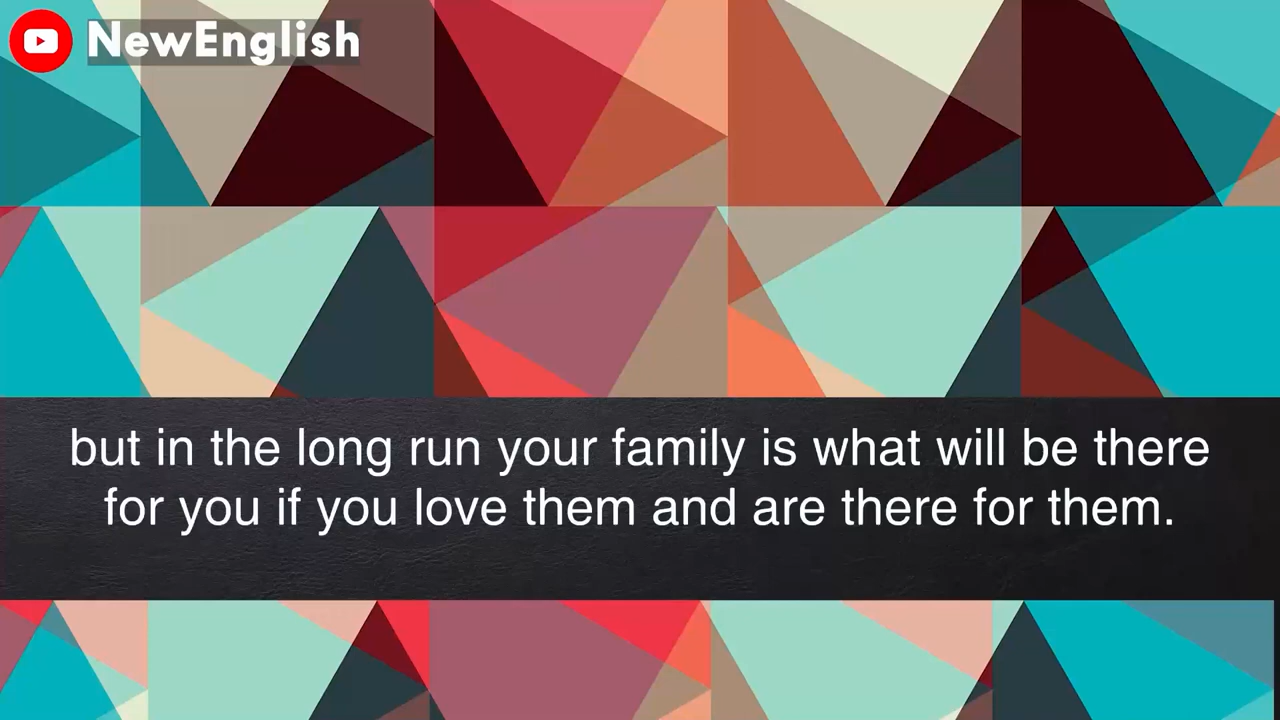 NewEnglish
but in the long run your family is what will be there
for you if you love them and are there for them.